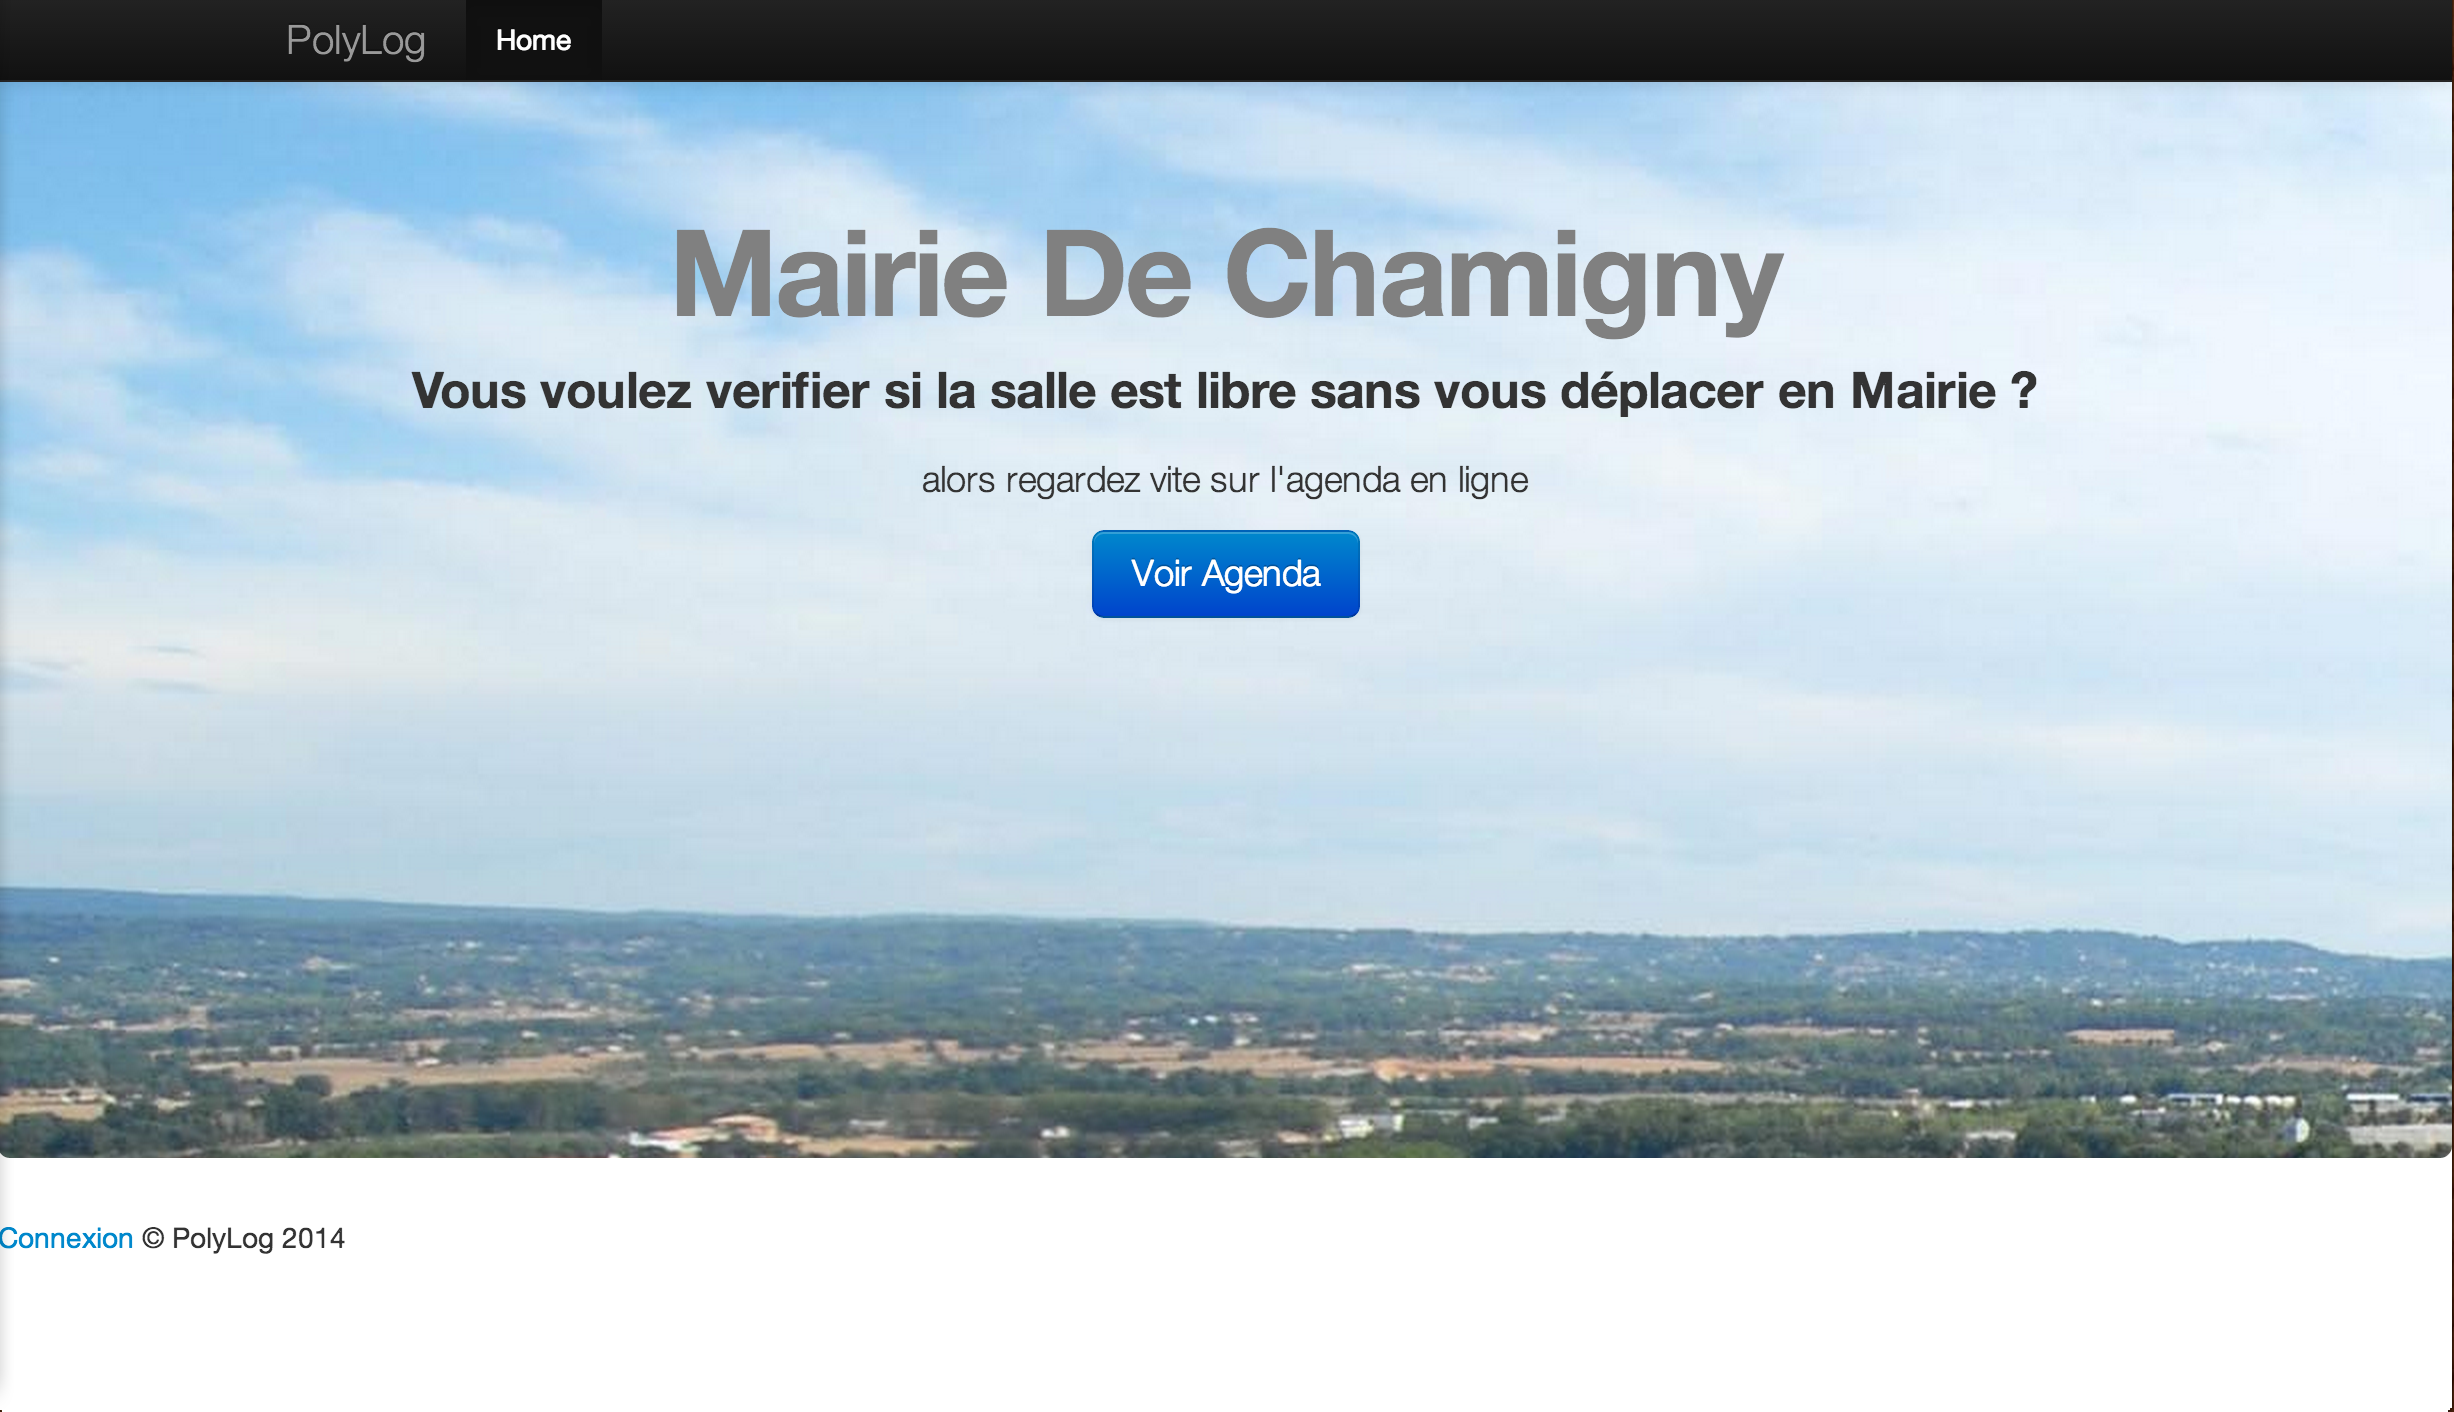 PolyLog Home
Mairie De Chamigny
Vous voulez verifier si la salle est libre sans vous déplacer en Mairie ?
alors regardez vite sur l'agenda en ligne
Voir Agenda
Connexion © PolyLog 2014